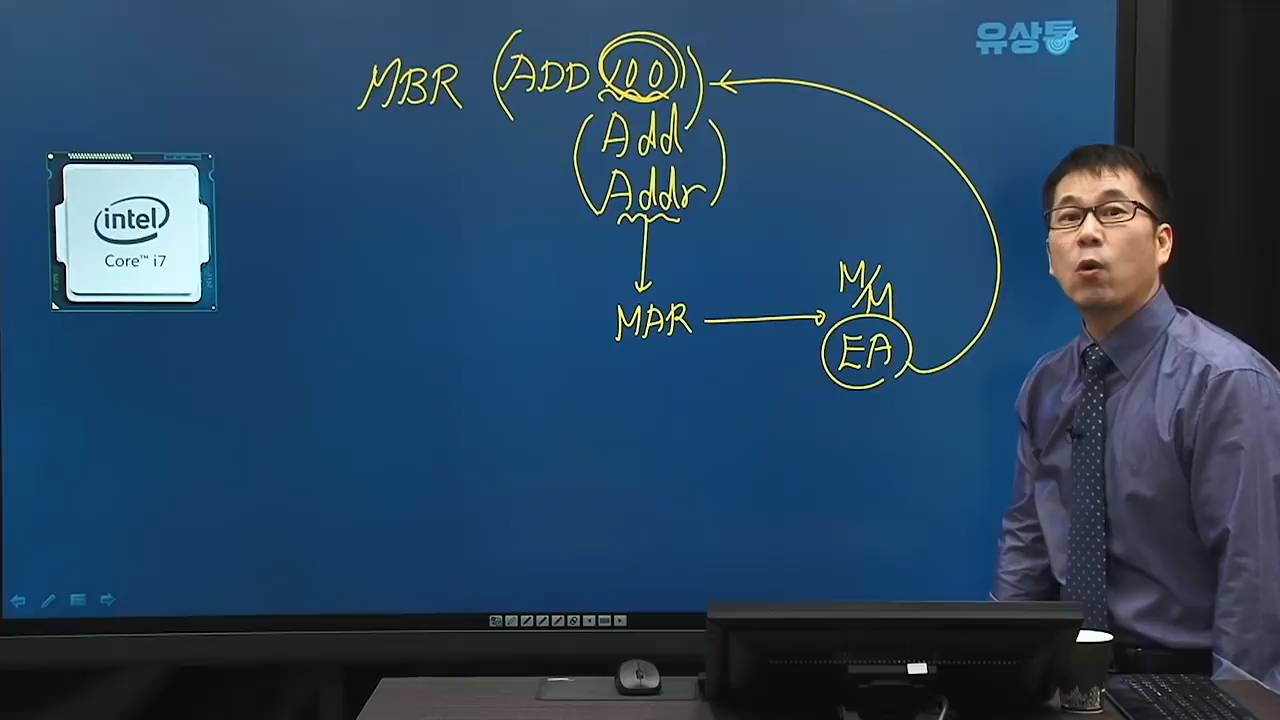 유상통
MBR (ADD 100)
(Add
Addr)
intel
Core™ i7
M/M
MAR
EA